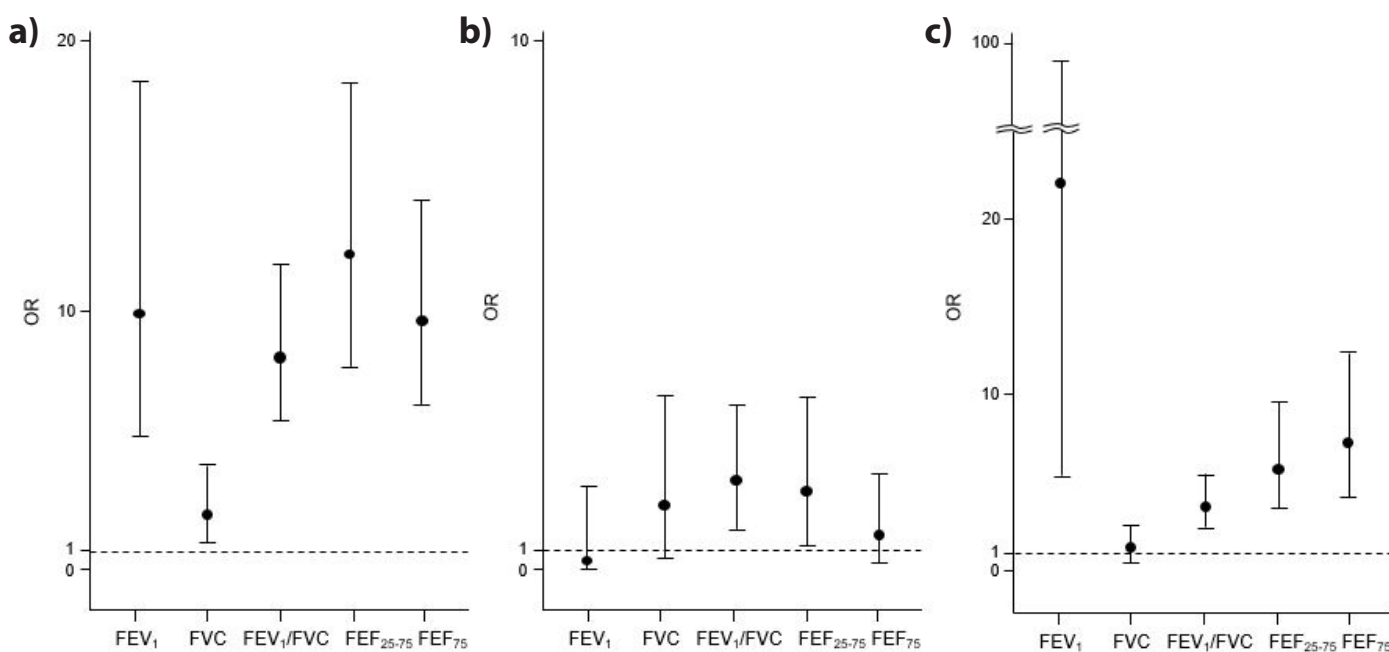 a)
20
10
1
0
OR
FEV₁ FVC FEV₁/FVC FEF₂₅₋₇₅ FEF₇₅
b)
10
1
0
OR
FEV₁ FVC FEV₁/FVC FEF₂₅₋₇₅ FEF₇₅
c)
100
20
10
1
0
OR
FEV₁ FVC FEV₁/FVC FEF₂₅₋₇₅ FEF₇₅